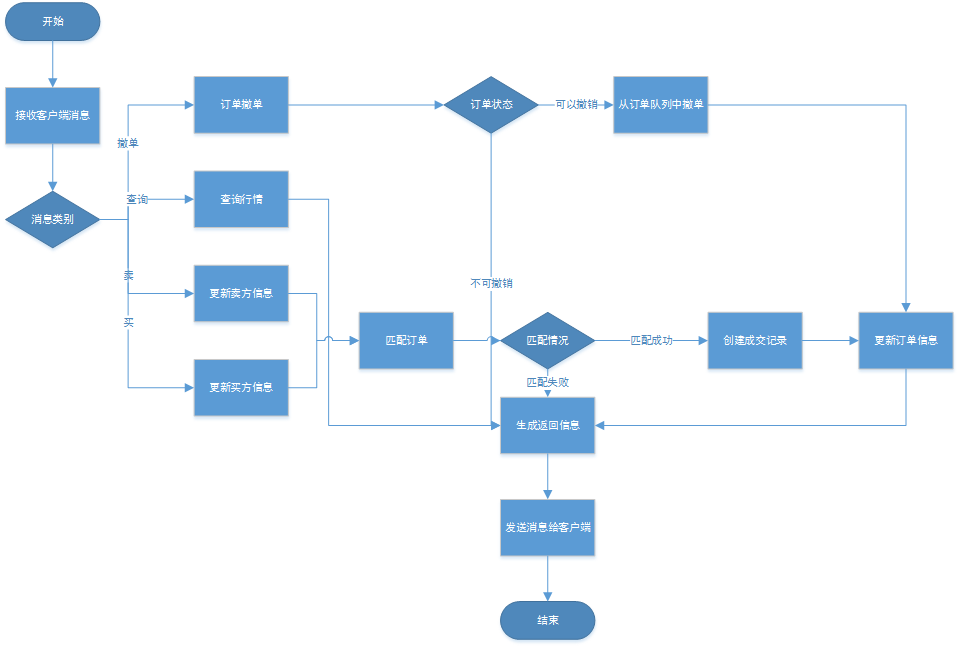 开始
接收客户端消息
消息类别
撤单
查询
卖
买
订单撤单
查询行情
更新卖方信息
更新买方信息
匹配订单
订单状态
可以撤销
从订单队列中撤单
不可撤销
匹配情况
匹配成功
创建成交记录
更新订单信息
匹配失败
生成返回信息
发送消息给客户端
结束